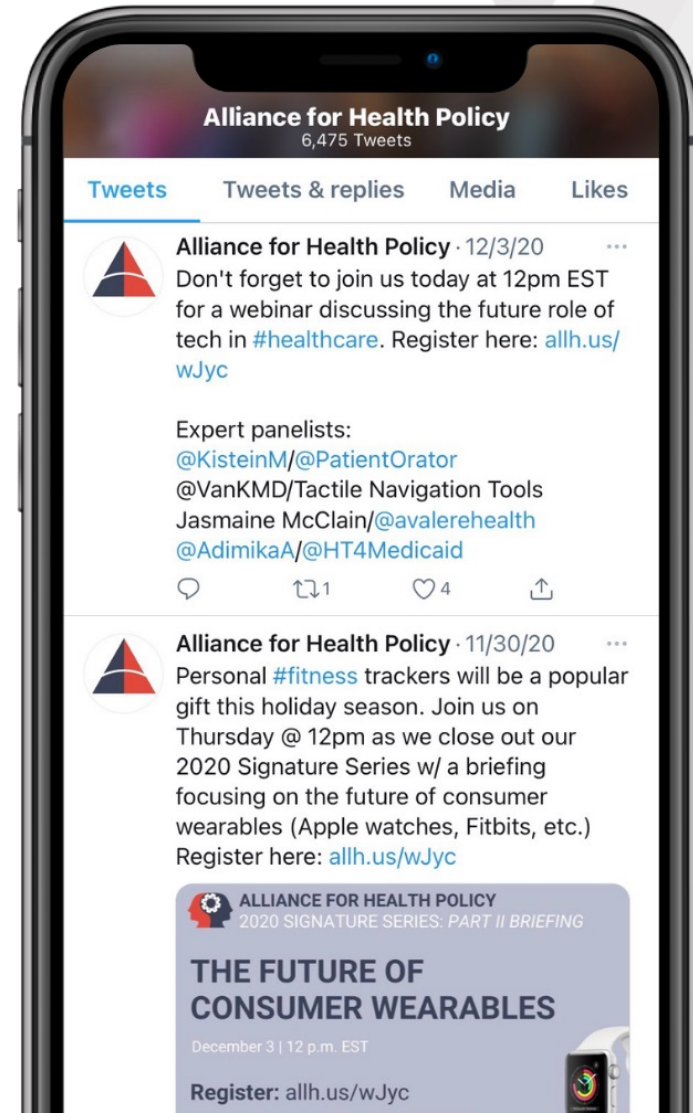 Alliance for Health Policy
6,475 Tweets
Tweets Tweets & replies Media Likes
Alliance for Health Policy · 12/3/20
Don't forget to join us today at 12pm EST
for a webinar discussing the future role of
tech in #healthcare. Register here: allh.us/
wJyc
Expert panelists:
@KisteinM/@PatientOrator
@VanKMD/Tactile Navigation Tools
Jasmaine McClain/@avalerehealth
@AdimikaA/@HT4Medicaid
1 4
Alliance for Health Policy · 11/30/20
Personal #fitness trackers will be a popular
gift this holiday season. Join us on
Thursday @ 12pm as we close out our
2020 Signature Series w/ a briefing
focusing on the future of consumer
wearables (Apple watches, Fitbits, etc.)
Register here: allh.us/wJyc
ALLIANCE FOR HEALTH POLICY
2020 SIGNATURE SERIES: PART II BRIEFING
THE FUTURE OF
CONSUMER WEARABLES
December 3 | 12 p.m. EST
Register: allh.us/wJyc